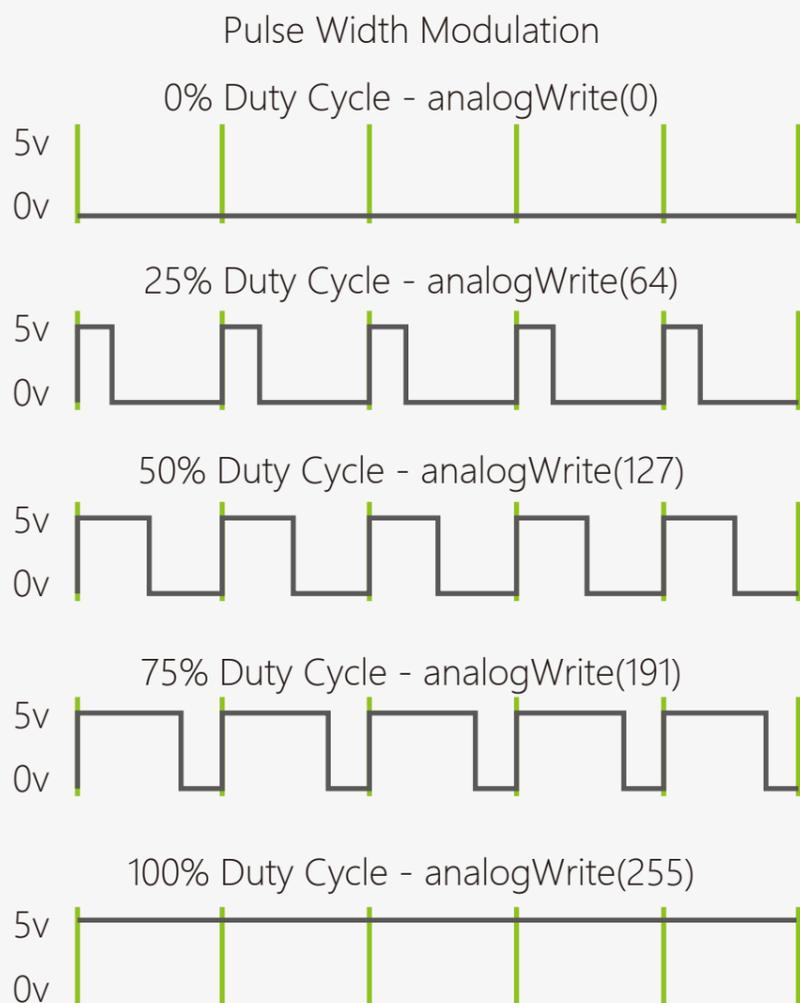 Pulse Width Modulation
0% Duty Cycle - analogWrite(0)
5v
0v
25% Duty Cycle - analogWrite(64)
5v
0v
50% Duty Cycle - analogWrite(127)
5v
0v
75% Duty Cycle - analogWrite(191)
5v
0v
100% Duty Cycle - analogWrite(255)
5v
0v